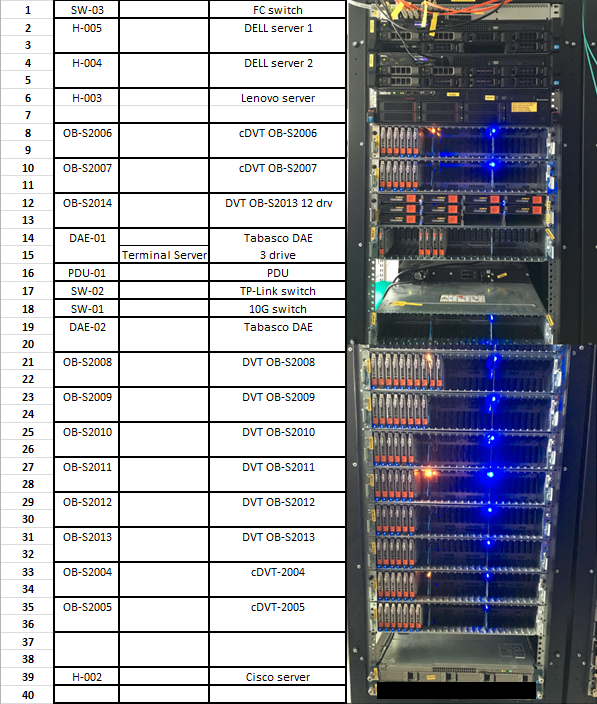 1 SW-03 FC switch
2 H-005 DELL server 1
3
4 H-004 DELL server 2
5
6 H-003 Lenovo server
7
8 OB-S2006 cDVT OB-S2006
9
10 OB-S2007 cDVT OB-S2007
11
12 OB-S2014 DVT OB-S2013 12 drv
13
14 DAE-01 Tabasco DAE
15 Terminal Server 3 drive
16 PDU-01 PDU
17 SW-02 TP-Link switch
18 SW-01 10G switch
19 DAE-02 Tabasco DAE
20
21 OB-S2008 DVT OB-S2008
22
23 OB-S2009 DVT OB-S2009
24
25 OB-S2010 DVT OB-S2010
26
27 OB-S2011 DVT OB-S2011
28
29 OB-S2012 DVT OB-S2012
30
31 OB-S2013 DVT OB-S2013
32
33 OB-S2004 cDVT-2004
34
35 OB-S2005 cDVT-2005
36
37
38
39 H-002 Cisco server
40